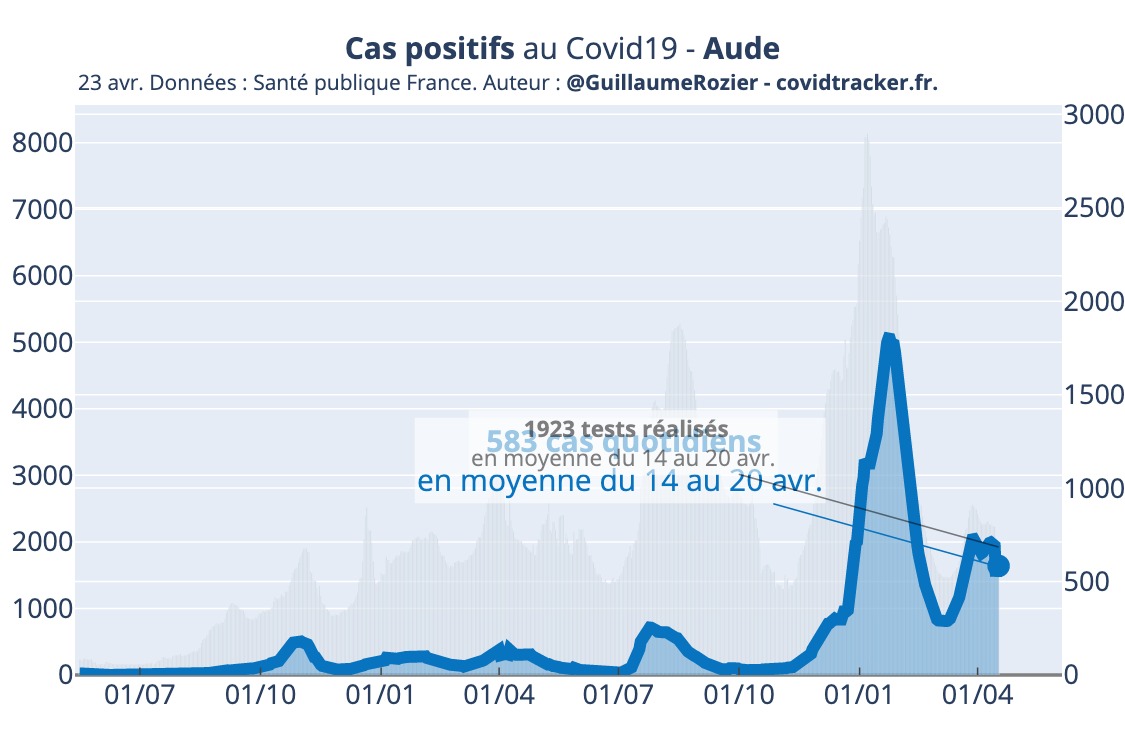 Cas positifs au Covid19 - Aude
23 avr. Données : Santé publique France. Auteur : @GuillaumeRozier - covidtracker.fr.
3000
8000
7000
2500
6000
2000
5000
1500
4000
1923 tests réalisés
583 cas quotidiens
en moyenne du 14 au 20 avr.
3000
en moyenne du 14 au 20 avr.
1000
2000
500
1000
0
0
01/07 01/10 01/01 01/04 01/07 01/10 01/01 01/04